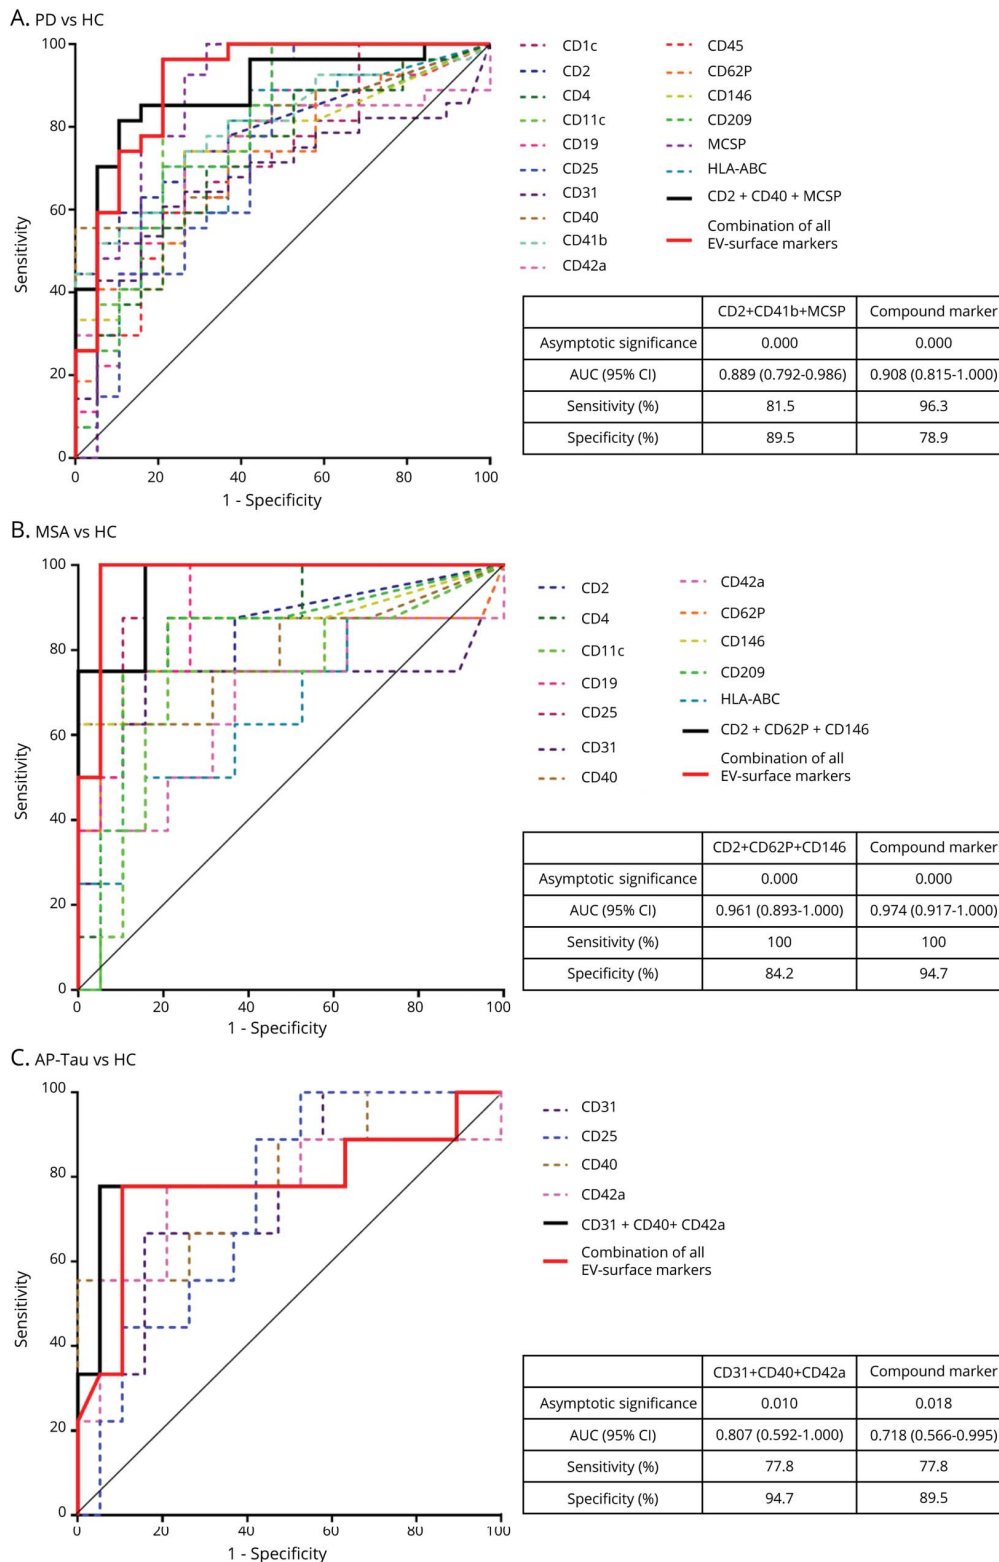 A. PD vs HC
100
80
60
40
20
0
Sensitivity
0 20 40 60 80 100
1 - Specificity
CD1c
CD2
CD4
CD11c
CD19
CD25
CD31
CD40
CD41b
CD42a
CD45
CD62P
CD146
CD209
MCSP
HLA-ABC
CD2 + CD40 + MCSP
Combination of all
EV-surface markers
CD2+CD41b+MCSP Compound marker
Asymptotic significance 0.000 0.000
AUC (95% CI) 0.889 (0.792-0.986) 0.908 (0.815-1.000)
Sensitivity (%) 81.5 96.3
Specificity (%) 89.5 78.9
B. MSA vs HC
100
80
60
40
20
0
Sensitivity
0 20 40 60 80 100
1 - Specificity
CD2
CD4
CD11c
CD19
CD25
CD31
CD40
CD42a
CD62P
CD146
CD209
HLA-ABC
CD2 + CD62P + CD146
Combination of all
EV-surface markers
CD2+CD62P+CD146 Compound marker
Asymptotic significance 0.000 0.000
AUC (95% CI) 0.961 (0.893-1.000) 0.974 (0.917-1.000)
Sensitivity (%) 100 100
Specificity (%) 84.2 94.7
C. AP-Tau vs HC
100
80
60
40
20
0
Sensitivity
0 20 40 60 80 100
1 - Specificity
CD31
CD25
CD40
CD42a
CD31 + CD40+ CD42a
Combination of all
EV-surface markers
CD31+CD40+CD42a Compound marker
Asymptotic significance 0.010 0.018
AUC (95% CI) 0.807 (0.592-1.000) 0.718 (0.566-0.995)
Sensitivity (%) 77.8 77.8
Specificity (%) 94.7 89.5